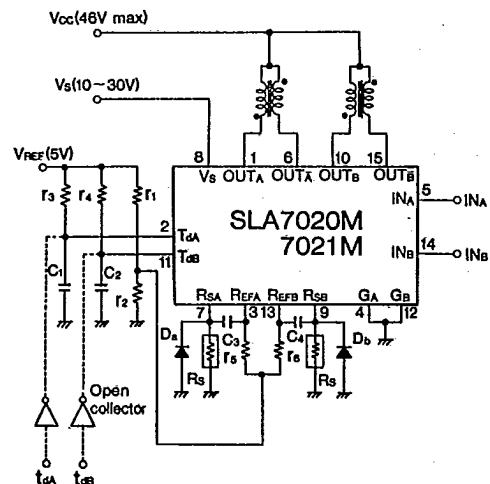 Vcc (46V max)
Vs (10~30V)
VREF (5V)
8 1 6 10 15
Vs OUTA OUTA̅ OUTB OUTB̅
r3 r4 r1
5
INA INA
SLA7020M
7021M
2
TdA
11
TdB
14
INB INB
C1 C2
r2
RSA REFA REFB RSB GA GB
7 3 13 9 4 12
Da C3 C4 Db
r5 r6
Rs Rs
Open
collector
tdA tdB